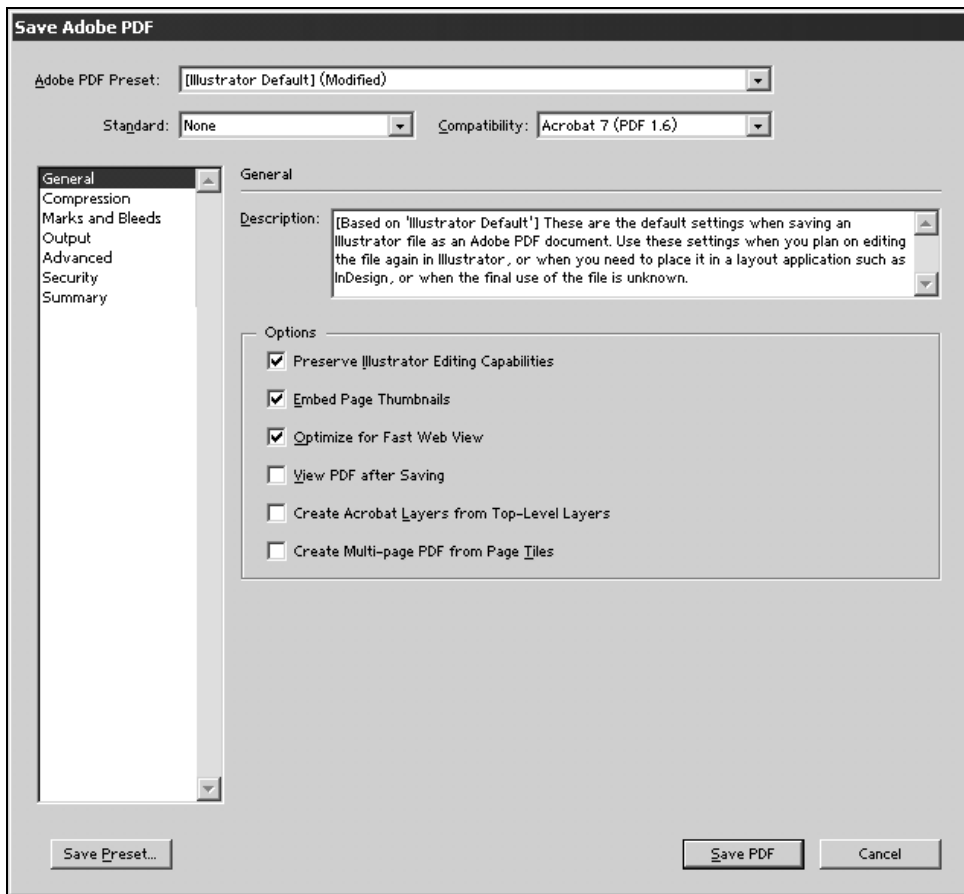 Save Adobe PDF
Adobe PDF Preset: [Illustrator Default] (Modified)
Standard: None Compatibility: Acrobat 7 (PDF 1.6)
General
Compression
Marks and Bleeds
Output
Advanced
Security
Summary
General
Description: [Based on 'Illustrator Default'] These are the default settings when saving an
Illustrator file as an Adobe PDF document. Use these settings when you plan on editing
the file again in Illustrator, or when you need to place it in a layout application such as
InDesign, or when the final use of the file is unknown.
Options
Preserve Illustrator Editing Capabilities
Embed Page Thumbnails
Optimize for Fast Web View
View PDF after Saving
Create Acrobat Layers from Top-Level Layers
Create Multi-page PDF from Page Tiles
Save Preset... Save PDF Cancel